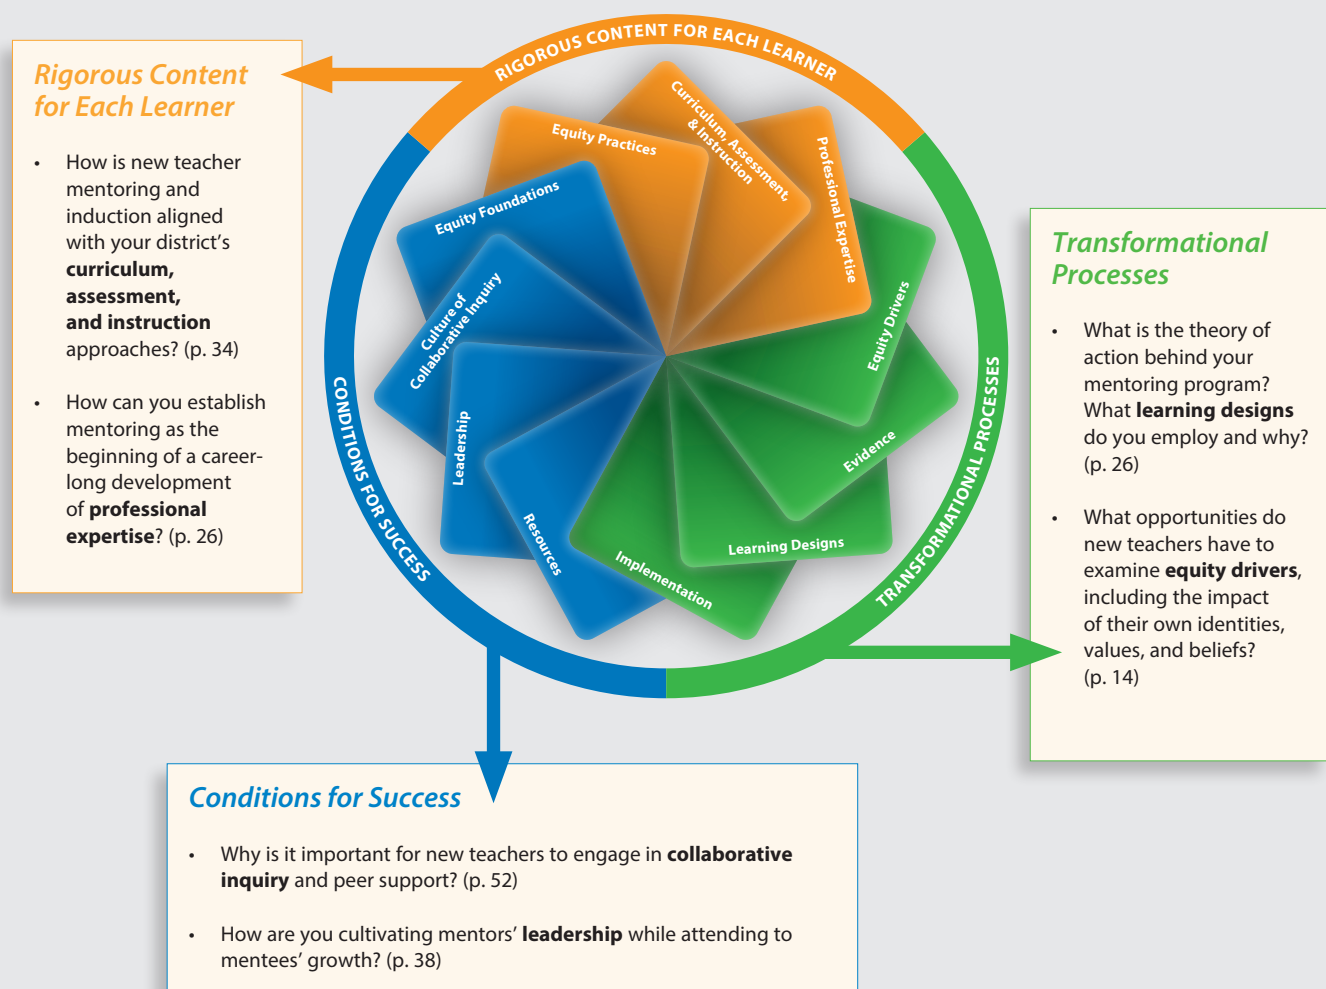 RIGOROUS CONTENT FOR EACH LEARNER
Rigorous Content
for Each Learner
• How is new teacher
mentoring and
induction aligned
with your district’s
curriculum,
assessment,
and instruction
approaches? (p. 34)
• How can you establish
mentoring as the
beginning of a career-
long development
of professional
expertise? (p. 26)
Equity Practices
Curriculum, Assessment,
& Instruction
Professional Expertise
Equity Drivers
Evidence
Learning Designs
Implementation
Resources
Leadership
Culture of
Collaborative Inquiry
Equity Foundations
CONDITIONS FOR SUCCESS
TRANSFORMATIONAL PROCESSES
Transformational
Processes
• What is the theory of
action behind your
mentoring program?
What learning designs
do you employ and why?
(p. 26)
• What opportunities do
new teachers have to
examine equity drivers,
including the impact
of their own identities,
values, and beliefs?
(p. 14)
Conditions for Success
• Why is it important for new teachers to engage in collaborative
inquiry and peer support? (p. 52)
• How are you cultivating mentors’ leadership while attending to
mentees’ growth? (p. 38)